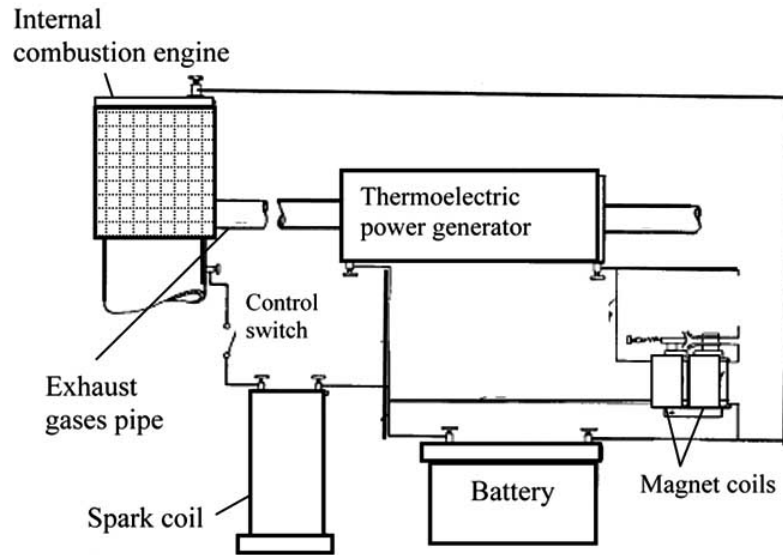 Internal
combustion engine
Thermoelectric
power generator
Control
switch
Exhaust
gases pipe
Spark coil
Battery
Magnet coils